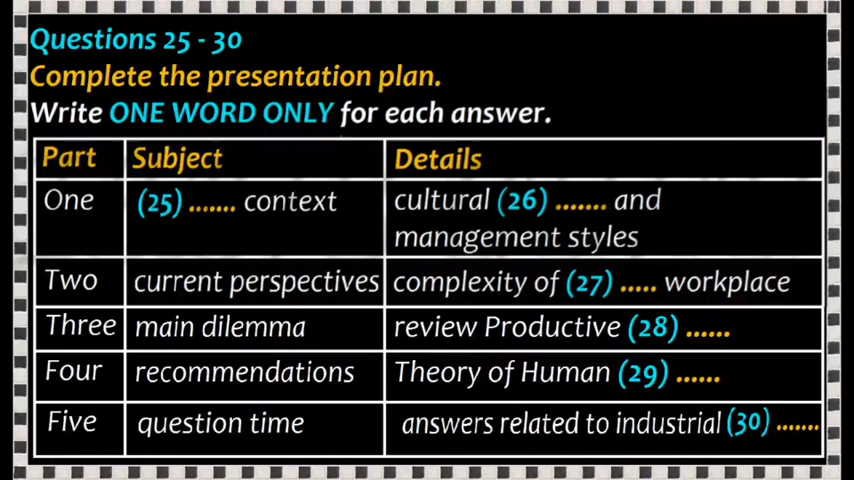 Questions 25 - 30
Complete the presentation plan.
Write ONE WORD ONLY for each answer.
Part Subject Details
One (25) ....... context cultural (26) ....... and
management styles
Two current perspectives complexity of (27) ..... workplace
Three main dilemma review Productive (28) ......
Four recommendations Theory of Human (29) ......
Five question time answers related to industrial (30) .......